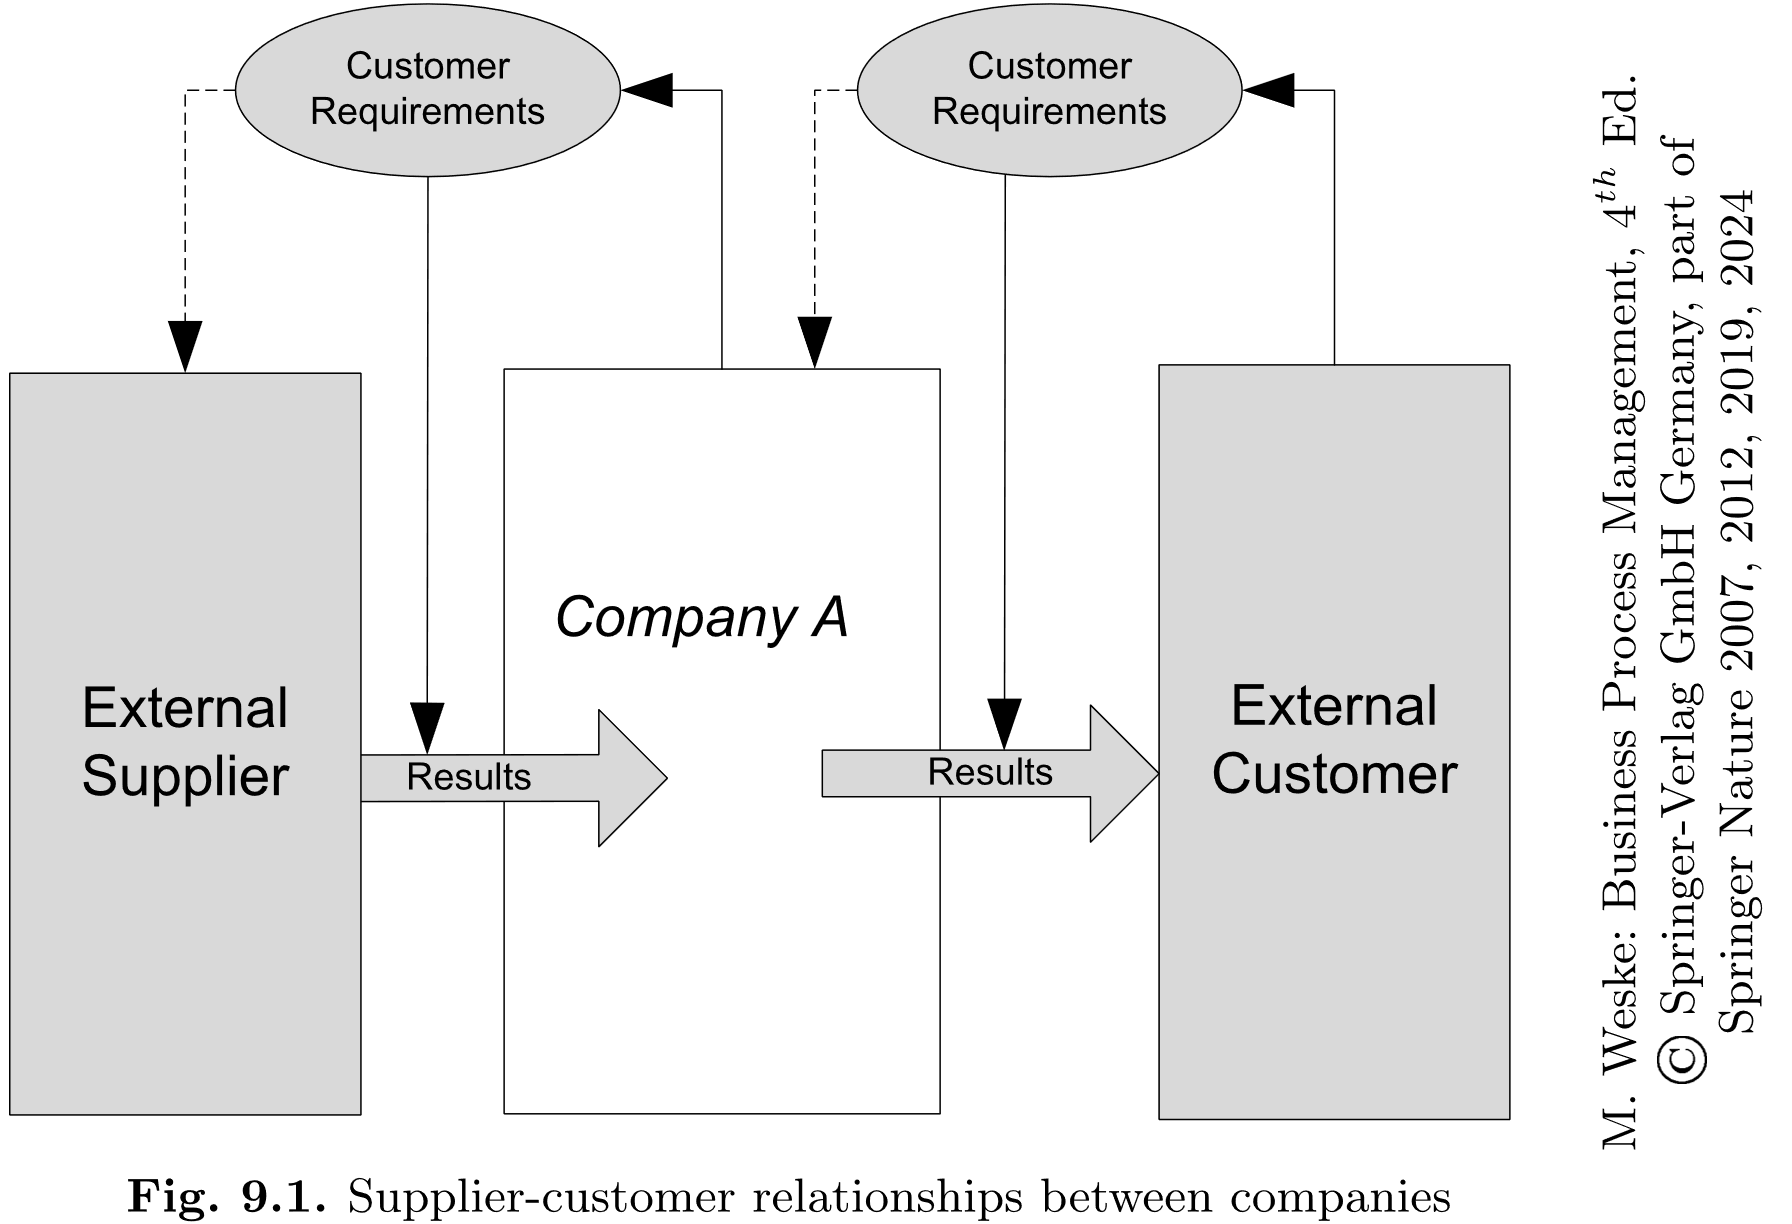 Customer
Requirements
Customer
Requirements
Company A
External
Supplier
Results
Results
External
Customer
Fig. 9.1. Supplier-customer relationships between companies
M. Weske: Business Process Management, 4th Ed.
© Springer-Verlag GmbH Germany, part of
Springer Nature 2007, 2012, 2019, 2024